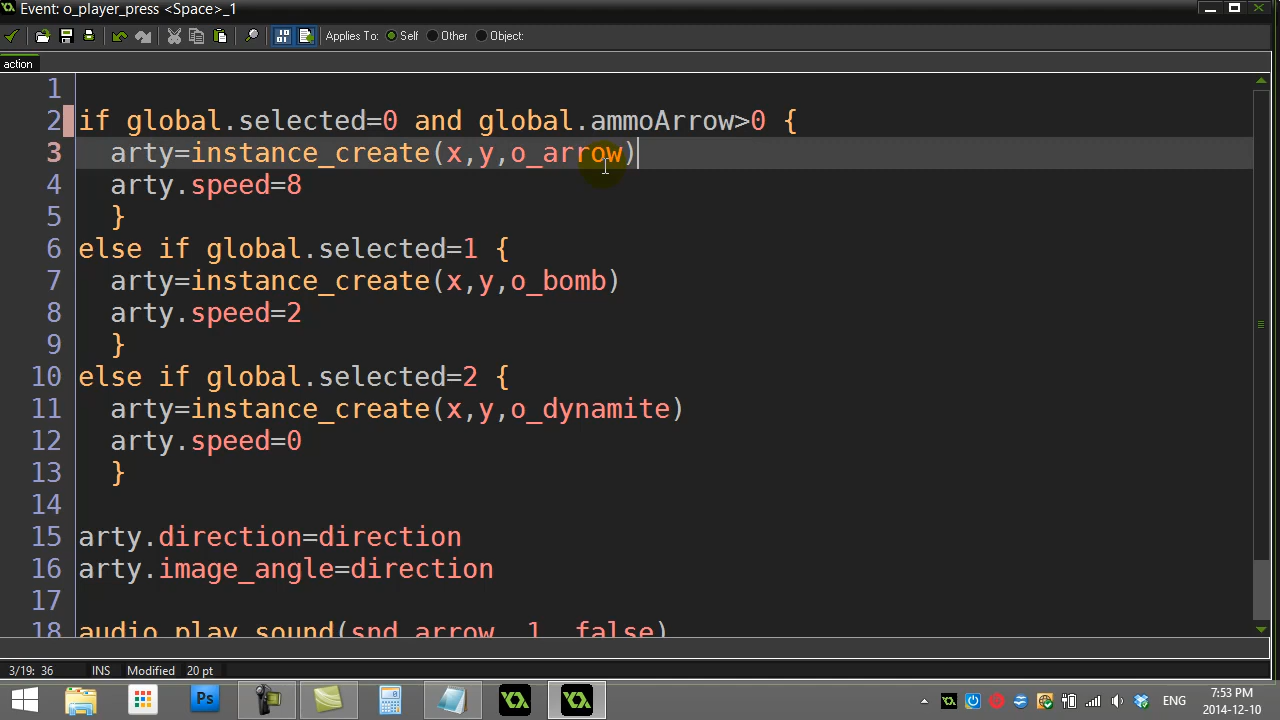 Event: o_player_press <Space>_1
Applies To: Self Other Object:
action
1
2 if global.selected=0 and global.ammoArrow>0 {
3 arty=instance_create(x,y,o_arrow)
4 arty.speed=8
5 }
6 else if global.selected=1 {
7 arty=instance_create(x,y,o_bomb)
8 arty.speed=2
9 }
10 else if global.selected=2 {
11 arty=instance_create(x,y,o_dynamite)
12 arty.speed=0
13 }
14
15 arty.direction=direction
16 arty.image_angle=direction
17
18 audio_play_sound(snd_arrow, 1, false)
3/19: 36 INS Modified 20 pt
Ps ENG 7:53 PM
2014-12-10